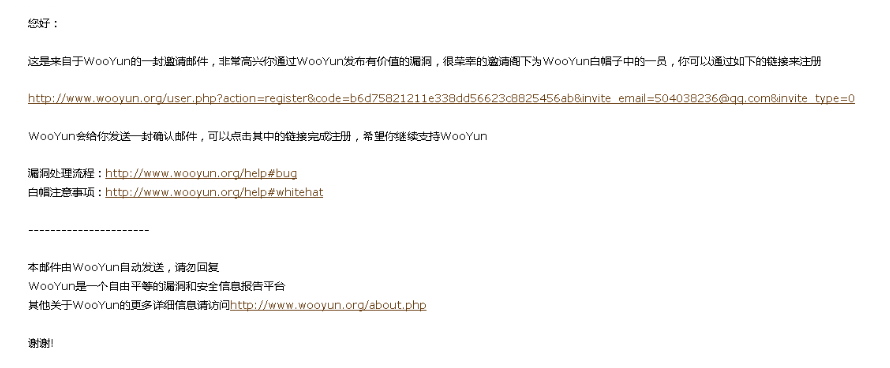 您好：
这是来自于WooYun的一封邀请邮件，非常高兴你通过WooYun发布有价值的漏洞，很荣幸的邀请阁下为WooYun白帽子中的一员，你可以通过如下的链接来注册
http://www.wooyun.org/user.php?action=register&code=b6d75821211e338dd56623c8825456ab&invite_email=504038236@qq.com&invite_type=0
WooYun会给你发送一封确认邮件，可以点击其中的链接完成注册，希望你继续支持WooYun
漏洞处理流程：http://www.wooyun.org/help#bug
白帽注意事项：http://www.wooyun.org/help#whitehat
----------------------
本邮件由WooYun自动发送，请勿回复
WooYun是一个自由平等的漏洞和安全信息报告平台
其他关于WooYun的更多详细信息请访问http://www.wooyun.org/about.php
谢谢!